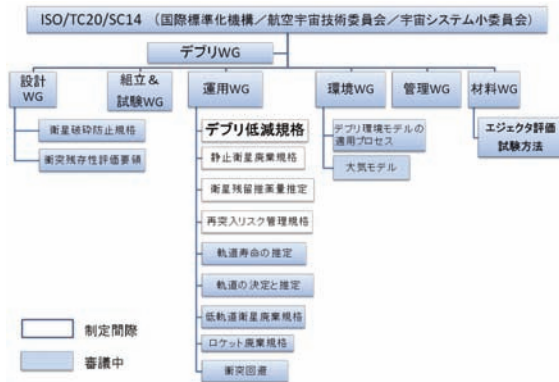 ISO/TC20/SC14 (国際標準化機構/航空宇宙技術委員会/宇宙システム小委員会)
デブリWG
設計
WG
組立&
試験WG
運用WG
環境WG
管理WG
材料WG
衛星破砕防止規格
衝突残存性評価要領
デブリ低減規格
静止衛星廃棄規格
衛星残留推薬量推定
再突入リスク管理規格
軌道寿命の推定
軌道の決定と推定
低軌道衛星廃棄規格
ロケット廃棄規格
衝突回避
デブリ環境モデルの
適用プロセス
大気モデル
エジェクタ評価
試験方法
制定間際
審議中